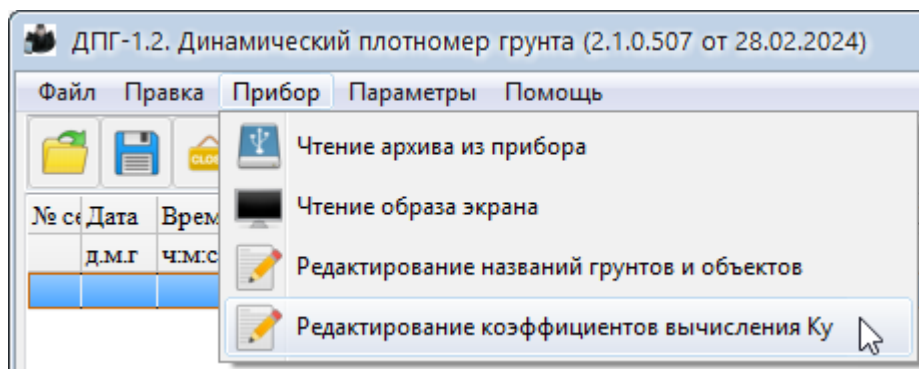 ДПГ-1.2. Динамический плотномер грунта (2.1.0.507 от 28.02.2024)
Файл Правка Прибор Параметры Помощь
Чтение архива из прибора
Чтение образа экрана
Редактирование названий грунтов и объектов
Редактирование коэффициентов вычисления Ку
№ Дата
д.м.г ч:м:с